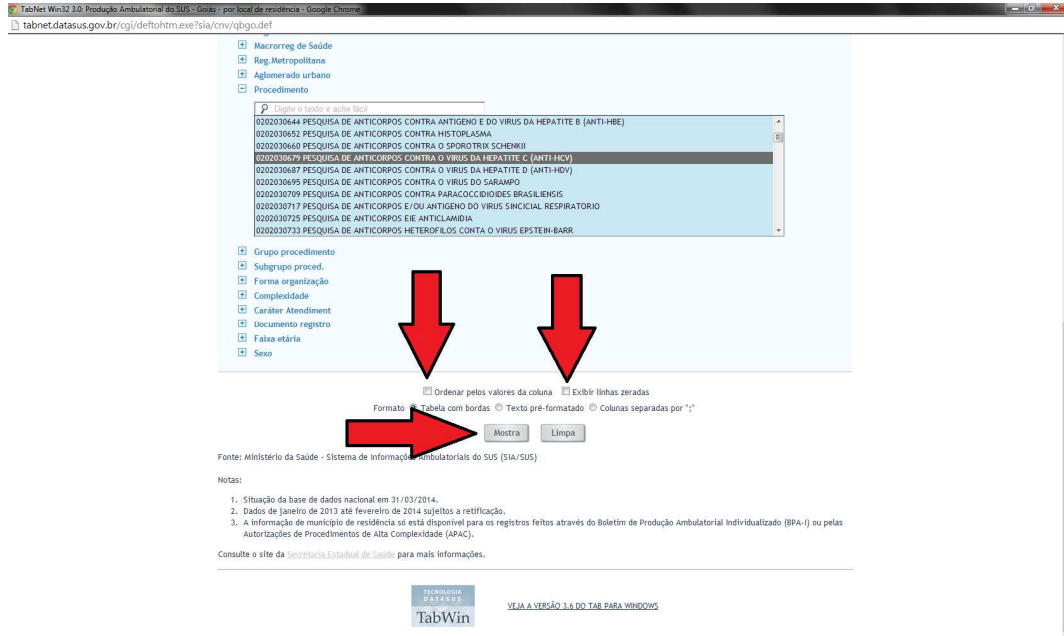 TabNet Win32 3.0: Produção Ambulatorial do SUS - Goiás - por local de residência - Google Chrome
tabnet.datasus.gov.br/cgi/deftohtm.exe?sia/cnv/qbgo.def
Macrorreg de Saúde
Reg.Metropolitana
Aglomerado urbano
Procedimento
Digite o texto e ache fácil
0202030644 PESQUISA DE ANTICORPOS CONTRA ANTIGENO E DO VIRUS DA HEPATITE B (ANTI-HBE)
0202030652 PESQUISA DE ANTICORPOS CONTRA HISTOPLASMA
0202030660 PESQUISA DE ANTICORPOS CONTRA O SPOROTRIX SCHENKII
0202030679 PESQUISA DE ANTICORPOS CONTRA O VIRUS DA HEPATITE C (ANTI-HCV)
0202030687 PESQUISA DE ANTICORPOS CONTRA O VIRUS DA HEPATITE D (ANTI-HDV)
0202030695 PESQUISA DE ANTICORPOS CONTRA O VIRUS DO SARAMPO
0202030709 PESQUISA DE ANTICORPOS CONTRA PARACOCCIDIOIDES BRASILIENSIS
0202030717 PESQUISA DE ANTICORPOS E/OU ANTIGENO DO VIRUS SINCICIAL RESPIRATORIO
0202030725 PESQUISA DE ANTICORPOS EIE ANTICLAMIDIA
0202030733 PESQUISA DE ANTICORPOS HETEROFILOS CONTA O VIRUS EPSTEIN-BARR
Grupo procedimento
Subgrupo proced.
Forma organização
Complexidade
Caráter Atendiment
Documento registro
Faixa etária
Sexo
Ordenar pelos valores da coluna Exibir linhas zeradas
Formato Tabela com bordas Texto pré-formatado Colunas separadas por ";"
Mostra Limpa
Fonte: Ministério da Saúde - Sistema de Informações Ambulatoriais do SUS (SIA/SUS)
Notas:
1. Situação da base de dados nacional em 31/03/2014.
2. Dados de janeiro de 2013 até fevereiro de 2014 sujeitos a retificação.
3. A informação de município de residência só está disponível para os registros feitos através do Boletim de Produção Ambulatorial Individualizado (BPA-I) ou pelas
Autorizações de Procedimentos de Alta Complexidade (APAC).
Consulte o site da Secretaria Estadual de Saúde para mais informações.
TECNOLOGIA
DATASUS
TabWin
VEJA A VERSÃO 3.6 DO TAB PARA WINDOWS